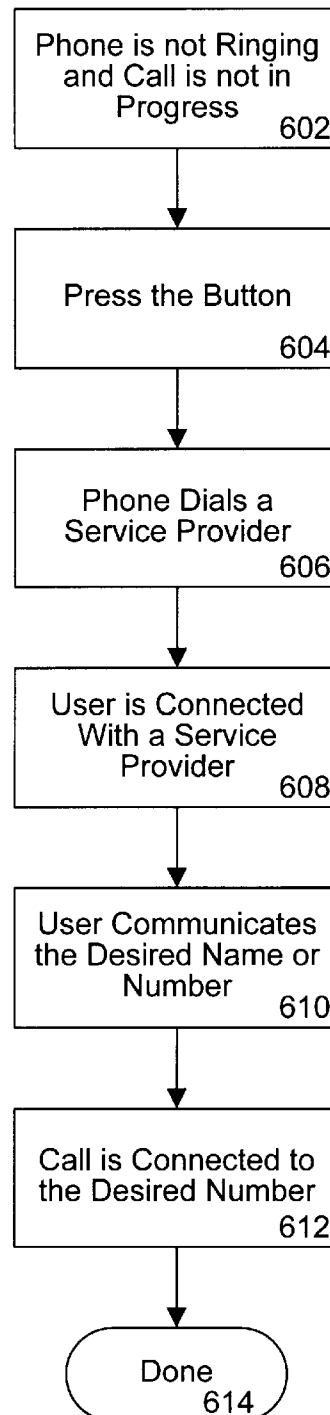 Phone is not Ringing
and Call is not in
Progress
602
Press the Button
604
Phone Dials a
Service Provider
606
User is Connected
With a Service
Provider
608
User Communicates
the Desired Name or
Number
610
Call is Connected to
the Desired Number
612
Done
614